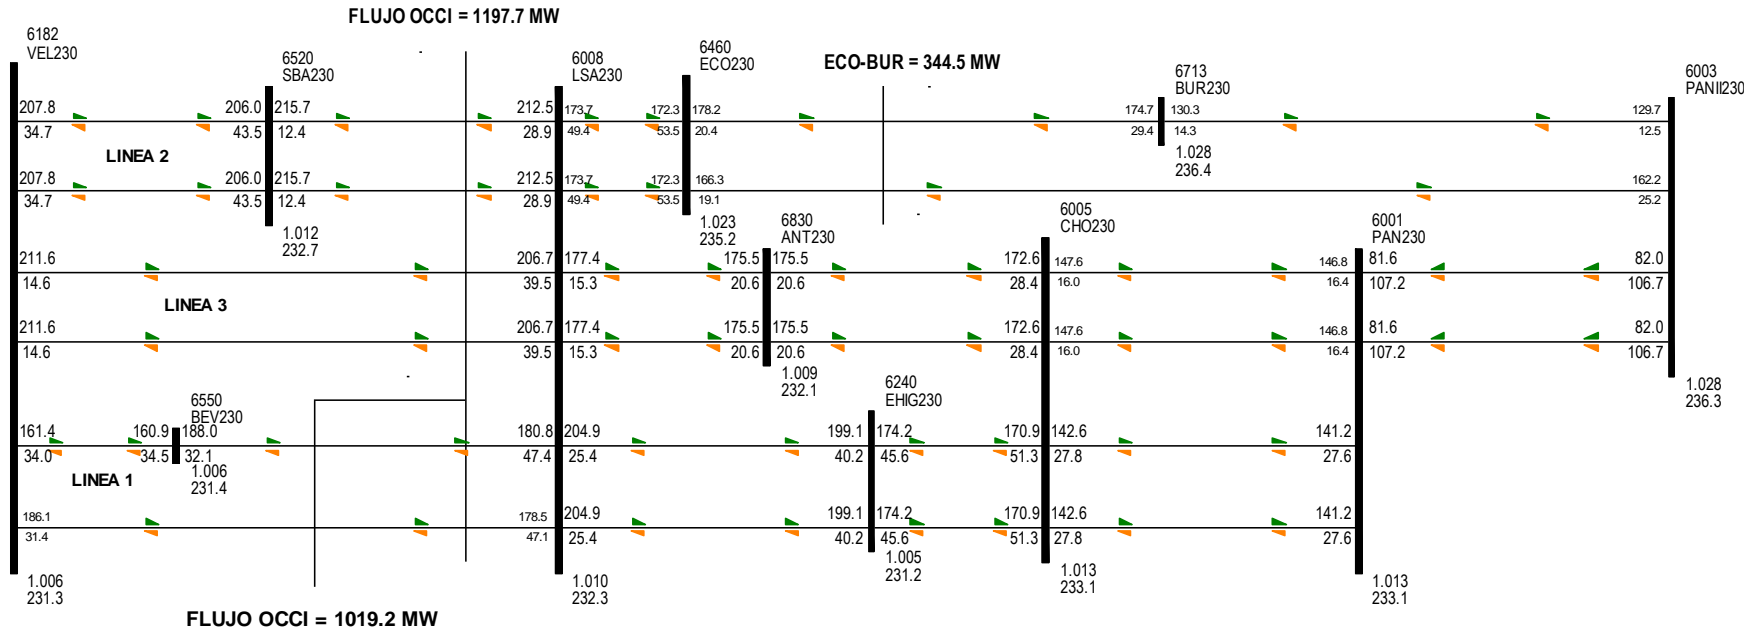 FLUJO OCCI = 1197.7 MW
6182
VEL230
6520
SBA230
6008
LSA230
6460
ECO230
ECO-BUR = 344.5 MW
6713
BUR230
6003
PANII230
207.8 206.0 215.7 212.5 173.7 172.3 178.2 174.7 130.3 129.7
34.7 43.5 12.4 28.9 49.4 53.5 20.4 29.4 14.3 12.5
LINEA 2
1.028
236.4
207.8 206.0 215.7 212.5 173.7 172.3 166.3 162.2
34.7 43.5 12.4 28.9 49.4 53.5 19.1 25.2
1.012
232.7
1.023
235.2
6830
ANT230
6005
CHO230
6001
PAN230
211.6 206.7 177.4 175.5 175.5 172.6 147.6 146.8 81.6 82.0
14.6 39.5 15.3 20.6 20.6 28.4 16.0 16.4 107.2 106.7
LINEA 3
211.6 206.7 177.4 175.5 175.5 172.6 147.6 146.8 81.6 82.0
14.6 39.5 15.3 20.6 20.6 28.4 16.0 16.4 107.2 106.7
1.009
232.1
1.028
236.3
6550
BEV230
6240
EHIG230
161.4 160.9 188.0 180.8 204.9 199.1 174.2 170.9 142.6 141.2
34.0 34.5 32.1 47.4 25.4 40.2 45.6 51.3 27.8 27.6
LINEA 1
1.006
231.4
186.1 178.5 204.9 199.1 174.2 170.9 142.6 141.2
31.4 47.1 25.4 40.2 45.6 51.3 27.8 27.6
1.005
231.2
1.006
231.3
1.010
232.3
1.013
233.1
1.013
233.1
FLUJO OCCI = 1019.2 MW